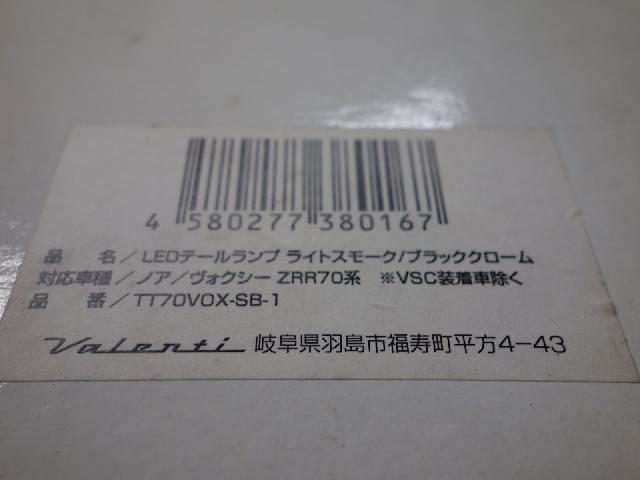 4 580277 380167
品 名/LEDテールランプ ライトスモーク/ブラッククローム
対応車種/ノア/ヴォクシー ZRR70系 ※VSC装着車除く
品 番/TT70VOX-SB-1
Valenti 岐阜県羽島市福寿町平方4-43